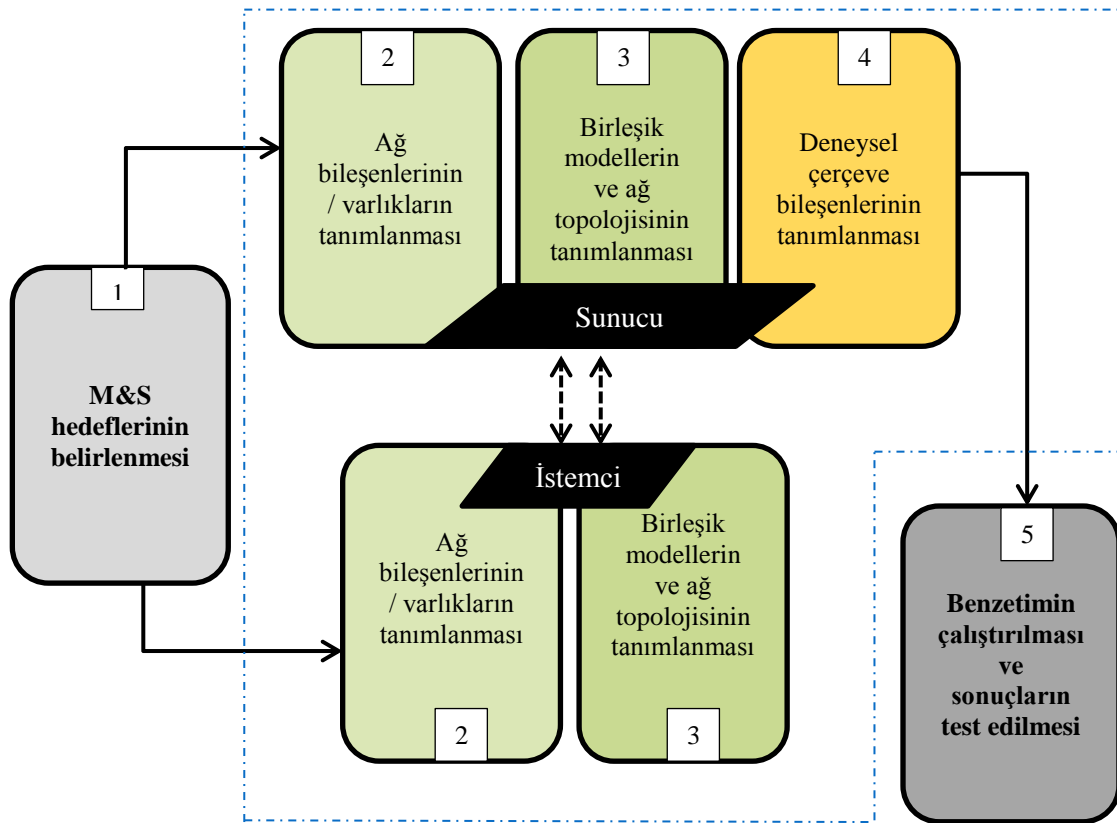 1
M&S
hedeflerinin
belirlenmesi
2
Ağ
bileşenlerinin
/ varlıkların
tanımlanması
3
Birleşik
modellerin
ve ağ
topolojisinin
tanımlanması
4
Deneysel
çerçeve
bileşenlerinin
tanımlanması
Sunucu
İstemci
Ağ
bileşenlerinin
/ varlıkların
tanımlanması
2
Birleşik
modellerin
ve ağ
topolojisinin
tanımlanması
3
5
Benzetimin
çalıştırılması
ve
sonuçların
test edilmesi